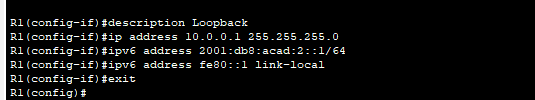 R1(config-if)#description Loopback
R1(config-if)#ip address 10.0.0.1 255.255.255.0
R1(config-if)#ipv6 address 2001:db8:acad:2::1/64
R1(config-if)#ipv6 address fe80::1 link-local
R1(config-if)#exit
R1(config)#